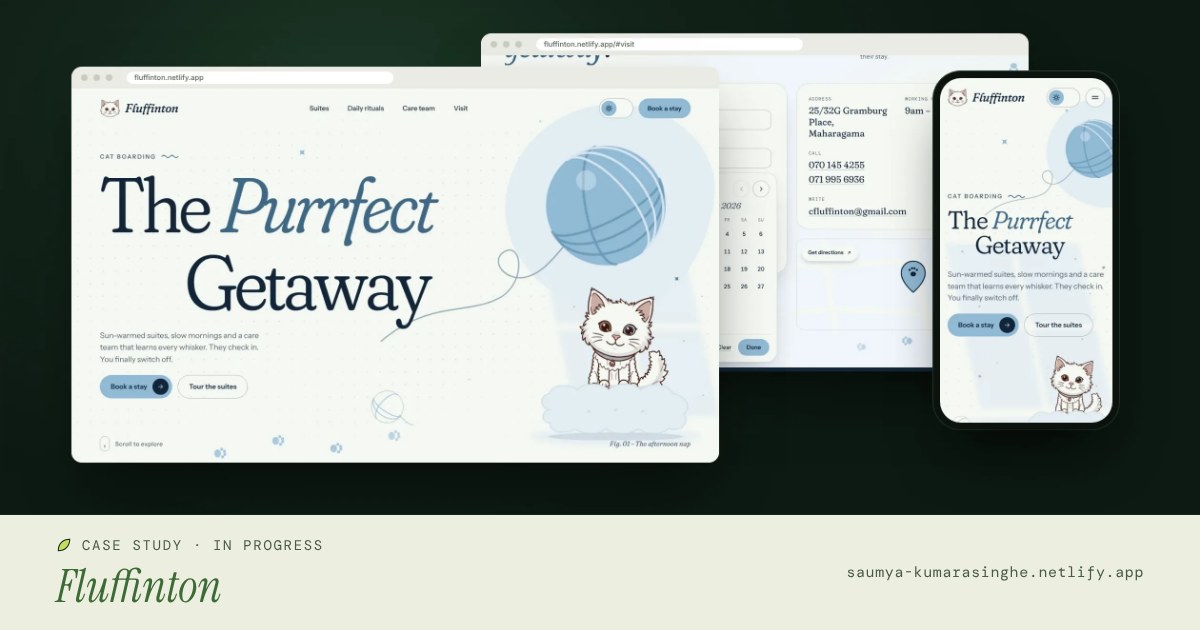 fluffinton.netlify.app/#visit
getaway.
their stay.
fluffinton.netlify.app
Fluffinton
Suites
Daily rituals
Care team
Visit
Book a stay
CAT BOARDING
The Purrfect
Getaway
Sun-warmed suites, slow mornings and a care
team that learns every whisker. They check in.
You finally switch off.
Book a stay
Tour the suites
Scroll to explore
Fig. 01 – The afternoon nap
2026
SU
4 5 6
11 12 13
18 19 20
25 26 27
Done
ADDRESS
25/32G Gramburg
Place,
Maharagama
9am –
CALL
070 145 4255
071 995 6936
WRITE
cfluffinton@gmail.com
Get directions
Fluffinton
CAT BOARDING
The Purrfect
Getaway
Sun-warmed suites, slow mornings and a care
team that learns every whisker. They check in.
You finally switch off.
Book a stay
Tour the suites
CASE STUDY · IN PROGRESS
Fluffinton
saumya-kumarasinghe.netlify.app